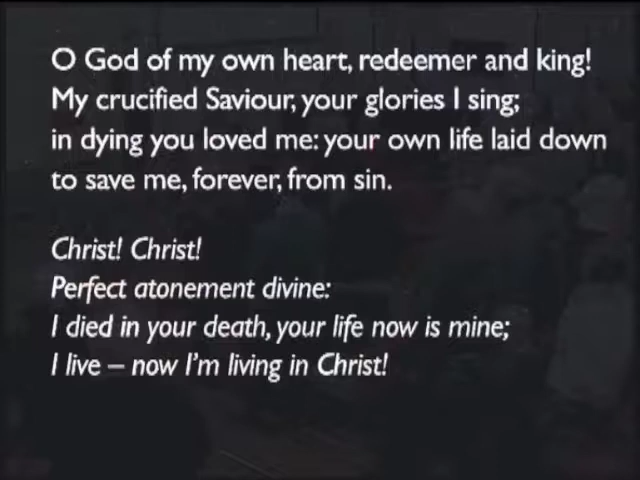 O God of my own heart, redeemer and king!
My crucified Saviour, your glories I sing;
in dying you loved me: your own life laid down
to save me, forever, from sin.
Christ! Christ!
Perfect atonement divine:
I died in your death, your life now is mine;
I live – now I'm living in Christ!